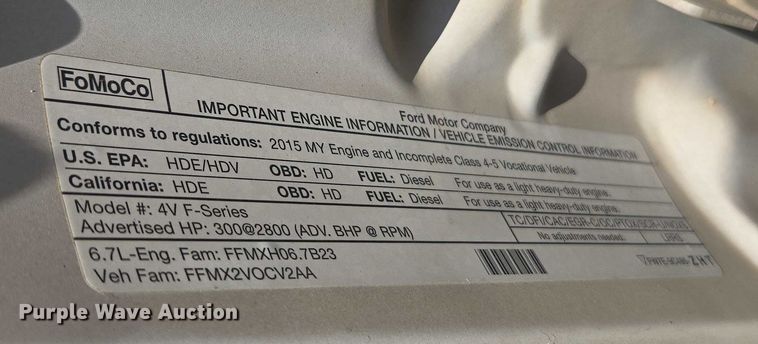 FoMoCo
Ford Motor Company
IMPORTANT ENGINE INFORMATION / VEHICLE EMISSION CONTROL INFORMATION
Conforms to regulations: 2015 MY Engine and Incomplete Class 4-5 Vocational Vehicle
U.S. EPA: HDE/HDV OBD: HD FUEL: Diesel For use as a light heavy-duty engine.
California: HDE OBD: HD FUEL: Diesel For use as a light heavy-duty engine.
Model #: 4V F-Series
Advertised HP: 300@2800 (ADV. BHP @ RPM)
No adjustments needed.
6.7L-Eng. Fam: FFMXH06.7B23
Veh Fam: FFMX2VOCV2AA
ZHT
Purple Wave Auction